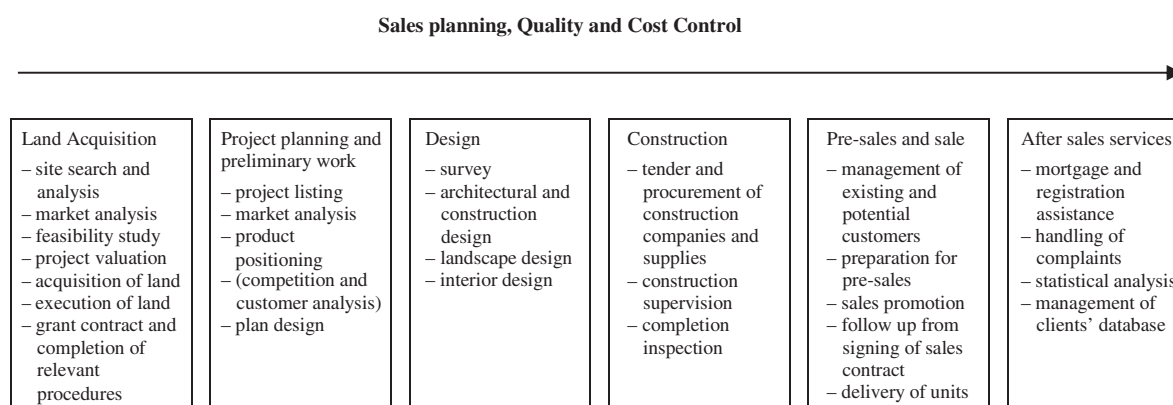 Sales planning, Quality and Cost Control
Land Acquisition
– site search and
analysis
– market analysis
– feasibility study
– project valuation
– acquisition of land
– execution of land
– grant contract and
completion of
relevant
procedures
Project planning and
preliminary work
– project listing
– market analysis
– product
positioning
– (competition and
customer analysis)
– plan design
Design
– survey
– architectural and
construction
design
– landscape design
– interior design
Construction
– tender and
procurement of
construction
companies and
supplies
– construction
supervision
– completion
inspection
Pre-sales and sale
– management of
existing and
potential
customers
– preparation for
pre-sales
– sales promotion
– follow up from
signing of sales
contract
– delivery of units
After sales services
– mortgage and
registration
assistance
– handling of
complaints
– statistical analysis
– management of
clients’ database